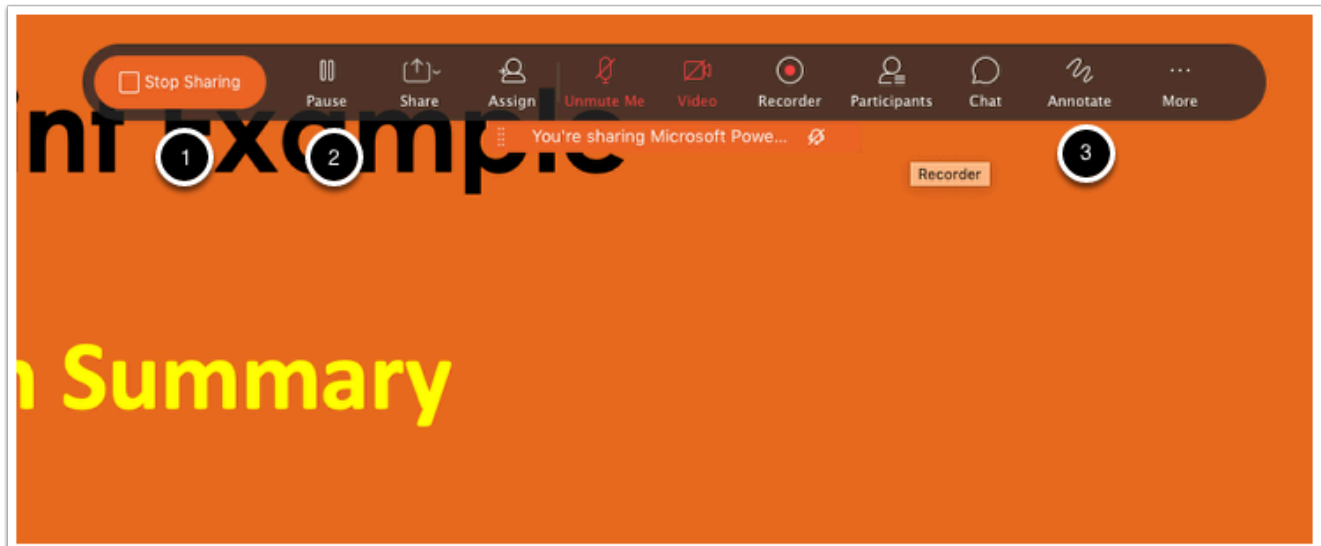 Stop Sharing Pause Share Assign Unmute Me Video Recorder Participants Chat Annotate More
You're sharing Microsoft Powe...
1 2 3
Example
Recorder
Summary